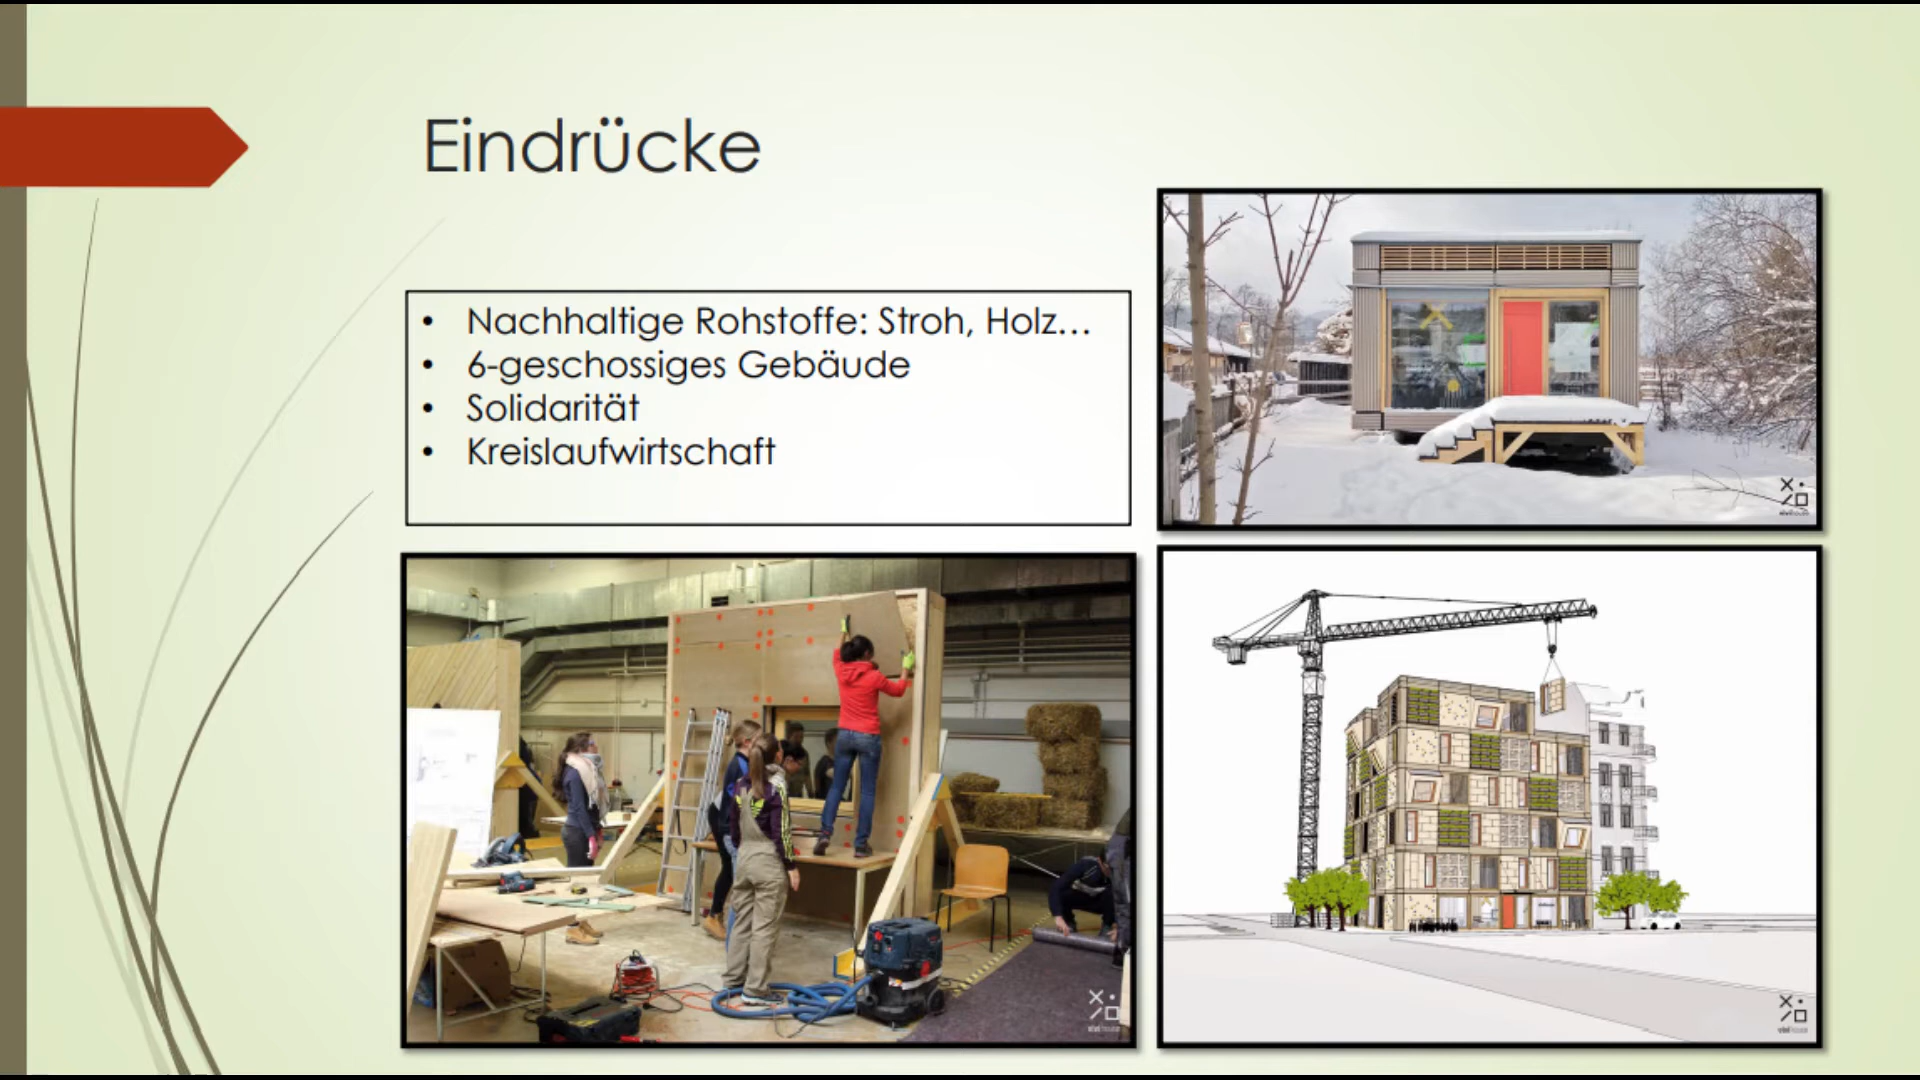 Eindrücke
• Nachhaltige Rohstoffe: Stroh, Holz…
• 6-geschossiges Gebäude
• Solidarität
• Kreislaufwirtschaft